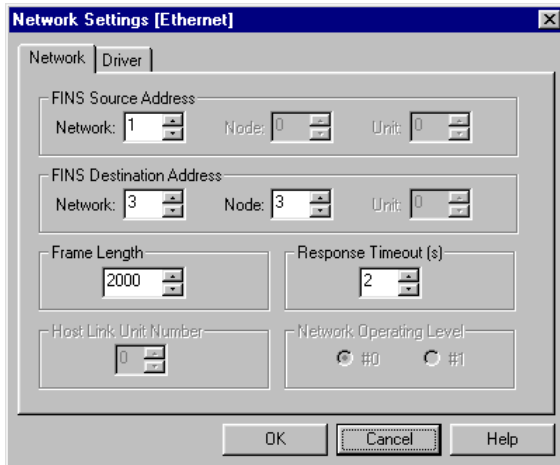 Network Settings [Ethernet]
Network Driver
FINS Source Address
Network: 1 Node: 0 Unit: 0
FINS Destination Address
Network: 3 Node: 3 Unit: 0
Frame Length Response Timeout (s)
2000 2
Host Link Unit Number Network Operating Level
0 #0 #1
OK Cancel Help